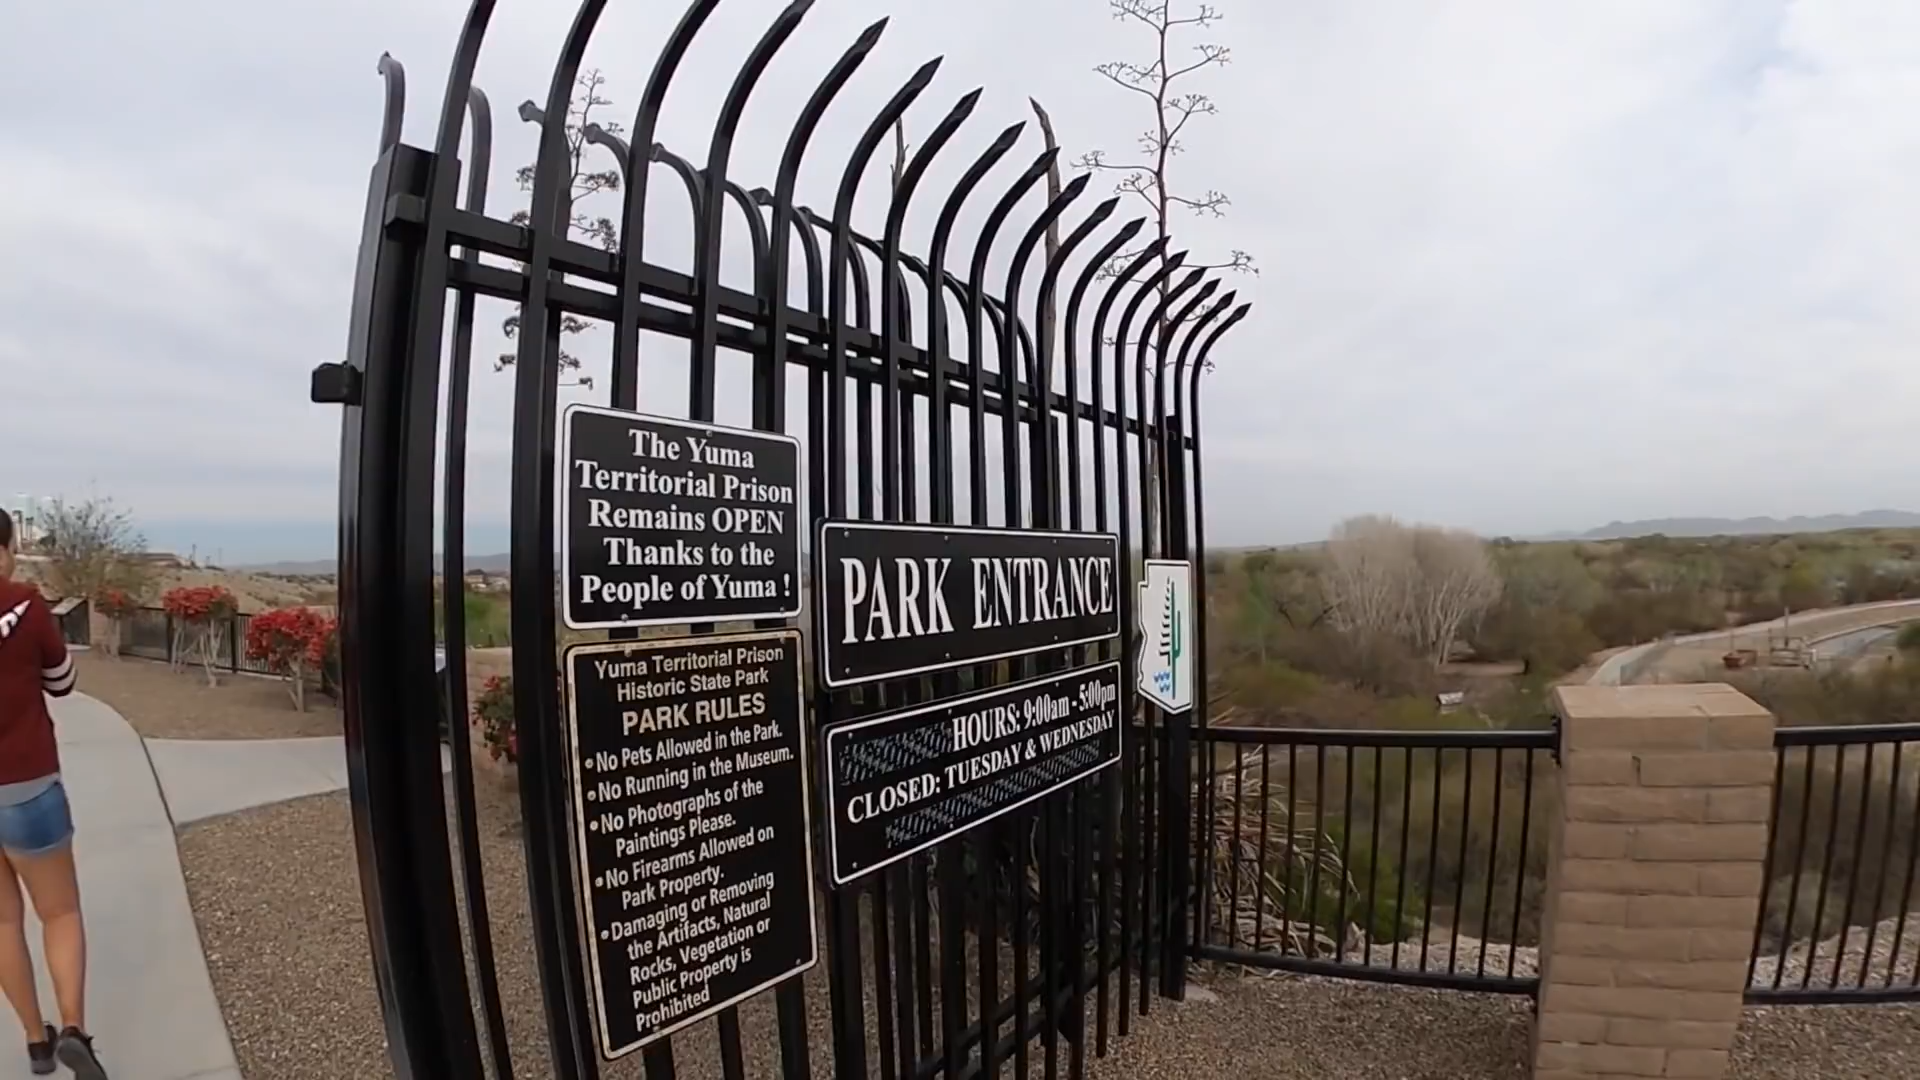 The Yuma
Territorial Prison
Remains OPEN
Thanks to the
People of Yuma !
Yuma Territorial Prison
Historic State Park
PARK RULES
• No Pets Allowed in the Park.
• No Running in the Museum.
• No Photographs of the
Paintings Please.
• No Firearms Allowed on
Park Property.
• Damaging or Removing
the Artifacts, Natural
Rocks, Vegetation or
Public Property is
Prohibited
PARK ENTRANCE
HOURS: 9:00am - 5:00pm
CLOSED: TUESDAY & WEDNESDAY